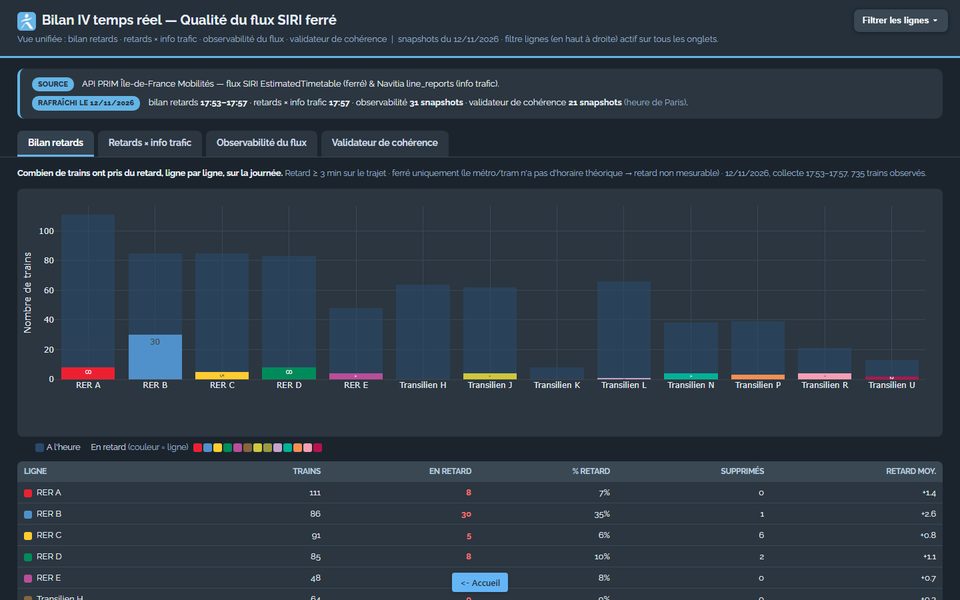 Bilan IV temps réel — Qualité du flux SIRI ferré
Filtrer les lignes
Vue unifiée : bilan retards · retards × info trafic · observabilité du flux · validateur de cohérence | snapshots du 12/11/2026 · filtre lignes (en haut à droite) actif sur tous les onglets.
SOURCE API PRIM Île-de-France Mobilités — flux SIRI EstimatedTimetable (ferré) & Navitia line_reports (info trafic).
RAFRAÎCHI LE 12/11/2026 bilan retards 17:53–17:57 · retards × info trafic 17:57 · observabilité 31 snapshots · validateur de cohérence 21 snapshots (heure de Paris).
Bilan retards Retards × info trafic Observabilité du flux Validateur de cohérence
Combien de trains ont pris du retard, ligne par ligne, sur la journée. Retard ≥ 3 min sur le trajet · ferré uniquement (le métro/tram n'a pas d'horaire théorique → retard non mesurable) · 12/11/2026, collecte 17:53–17:57. 735 trains observés.
Nombre de trains
100
80
60
40
20
0
8 30 5 8 2
RER A RER B RER C RER D RER E Transilien H Transilien J Transilien K Transilien L Transilien N Transilien P Transilien R Transilien U
A l'heure En retard (couleur = ligne)
LIGNE TRAINS EN RETARD % RETARD SUPPRIMÉS RETARD MOY.
RER A 111 8 7% 0 +1.4
RER B 86 30 35% 1 +2.6
RER C 91 5 6% 6 +0.8
RER D 85 8 10% 2 +1.1
RER E 48 8% 0 +0.7
<- Accueil
Transilien H 64 0 0% 0